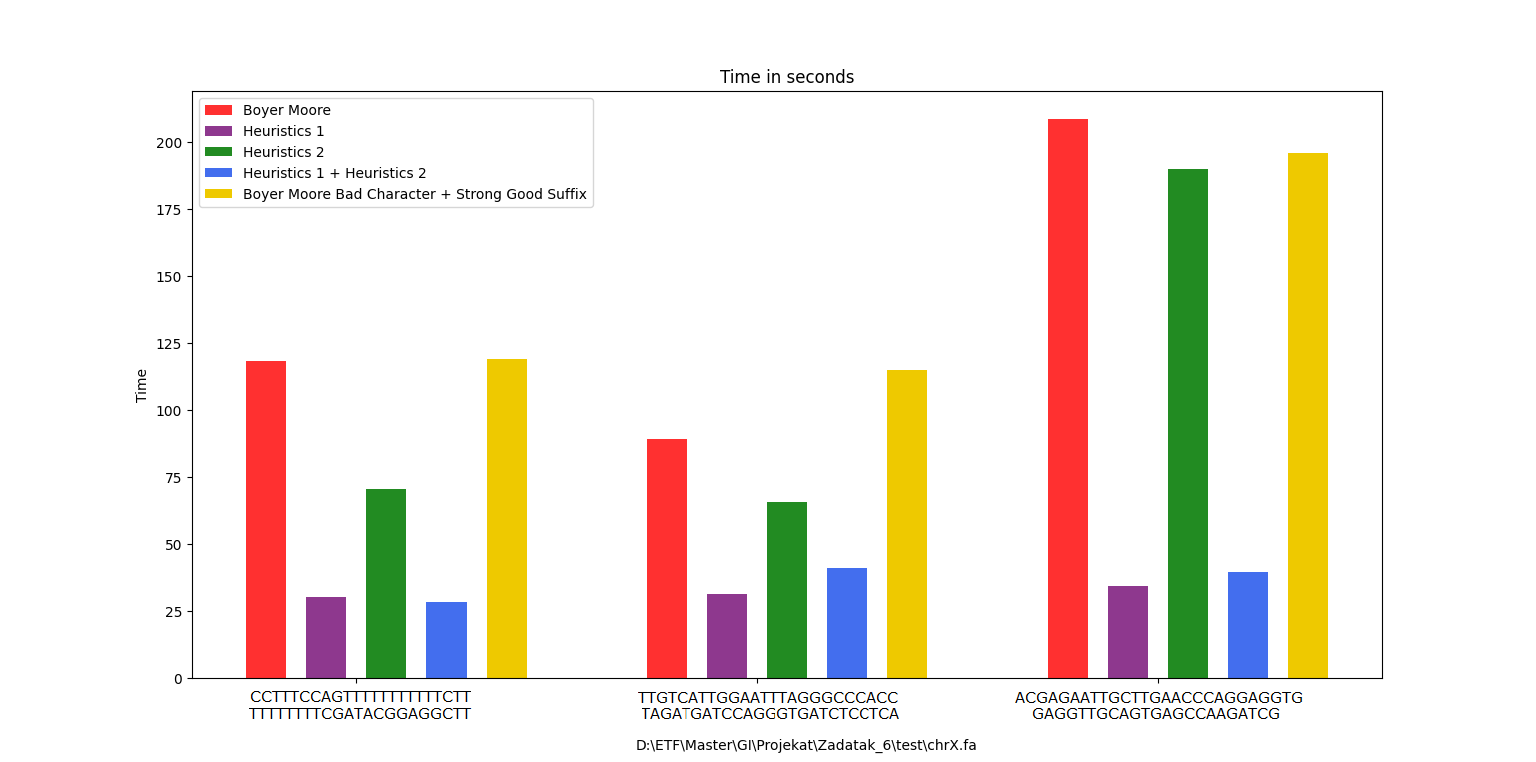 Time in seconds
Boyer Moore
Heuristics 1
Heuristics 2
Heuristics 1 + Heuristics 2
Boyer Moore Bad Character + Strong Good Suffix
200
175
150
125
100
75
50
25
0
Time
CCTTTCCAGTTTTTTTTTTTCTT
TTTTTTTTCGATACGGAGGCTT
TTGTCATTGGAATTTAGGGCCCACC
TAGATGATCCAGGGTGATCTCCTCA
ACGAGAATTGCTTGAACCCAGGAGGTG
GAGGTTGCAGTGAGCCAAGATCG
D:\ETF\Master\GI\Projekat\Zadatak_6\test\chrX.fa